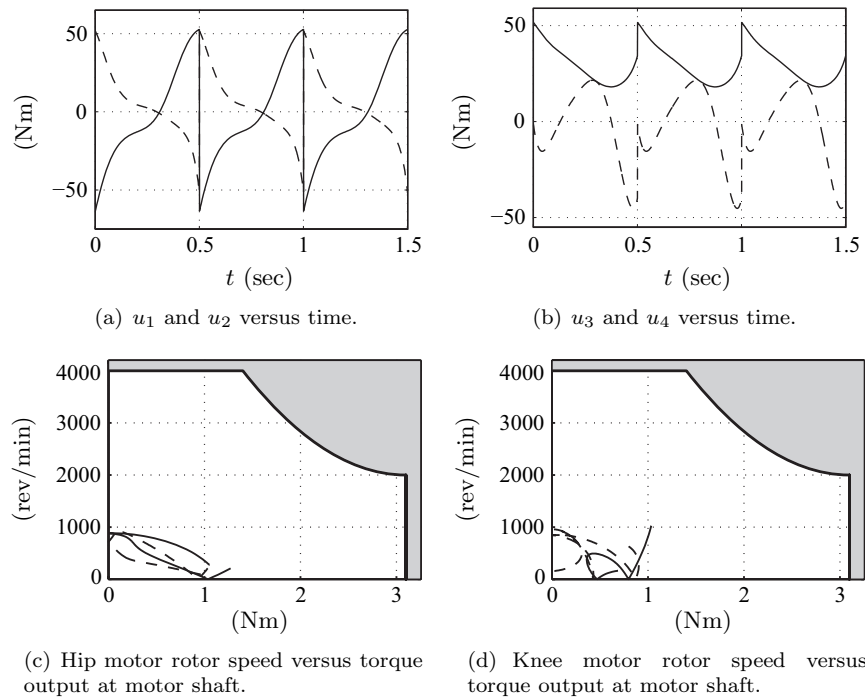 50
0
−50
(Nm)
0
0.5
1
1.5
t (sec)
(a) u1 and u2 versus time.
50
0
−50
(Nm)
0
0.5
1
1.5
t (sec)
(b) u3 and u4 versus time.
4000
3000
2000
1000
0
(rev/min)
0
1
2
3
(Nm)
(c) Hip motor rotor speed versus torque
output at motor shaft.
4000
3000
2000
1000
0
(rev/min)
0
1
2
3
(Nm)
(d) Knee motor rotor speed versus
torque output at motor shaft.